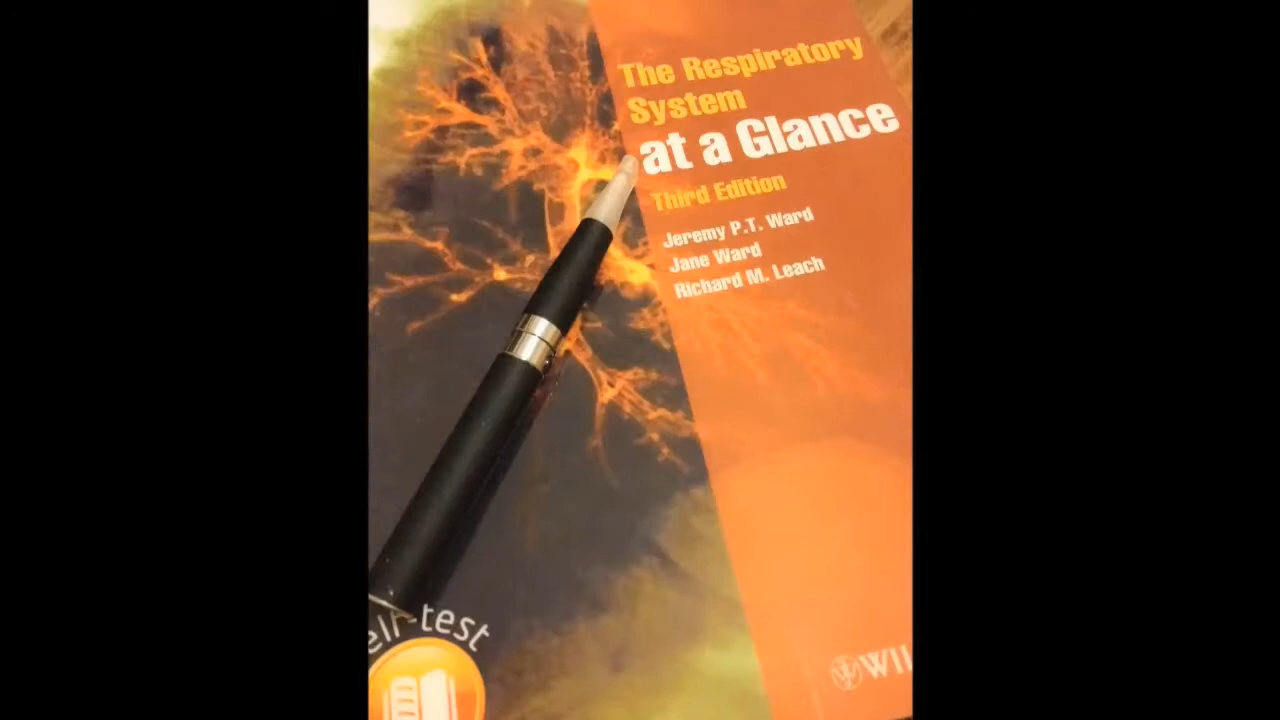 The Respiratory
System
at a Glance
Third Edition
Jeremy P.T. Ward
Jane Ward
Richard M. Leach
test